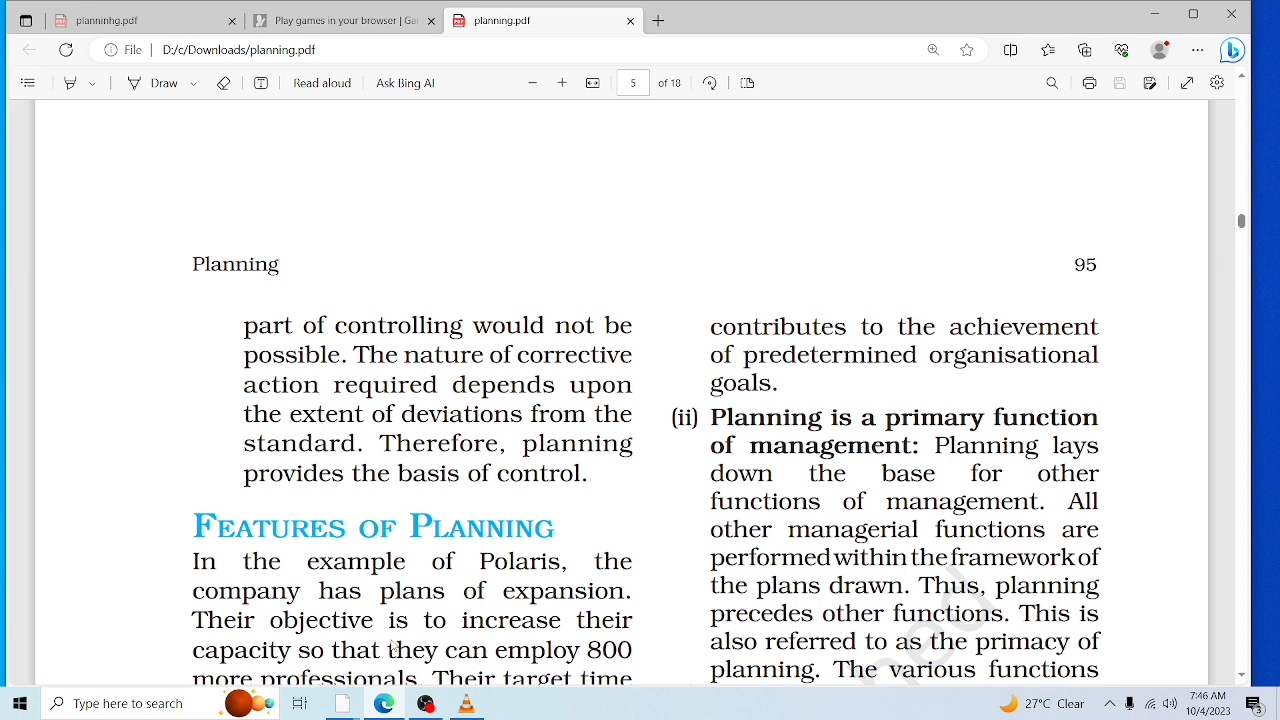 planninhg.pdf
Play games in your browser | Gar
planning.pdf
File
D:/c/Downloads/planning.pdf
Draw
Read aloud
Ask Bing AI
5
of 18
Planning
95
part of controlling would not be
possible. The nature of corrective
action required depends upon
the extent of deviations from the
standard. Therefore, planning
provides the basis of control.
FEATURES OF PLANNING
In the example of Polaris, the
company has plans of expansion.
Their objective is to increase their
capacity so that they can employ 800
more professionals. Their target time
contributes to the achievement
of predetermined organisational
goals.
(ii) Planning is a primary function
of management: Planning lays
down the base for other
functions of management. All
other managerial functions are
performed within the framework of
the plans drawn. Thus, planning
precedes other functions. This is
also referred to as the primacy of
planning. The various functions
Type here to search
27°C Clear
7:46 AM
10/4/2023
3